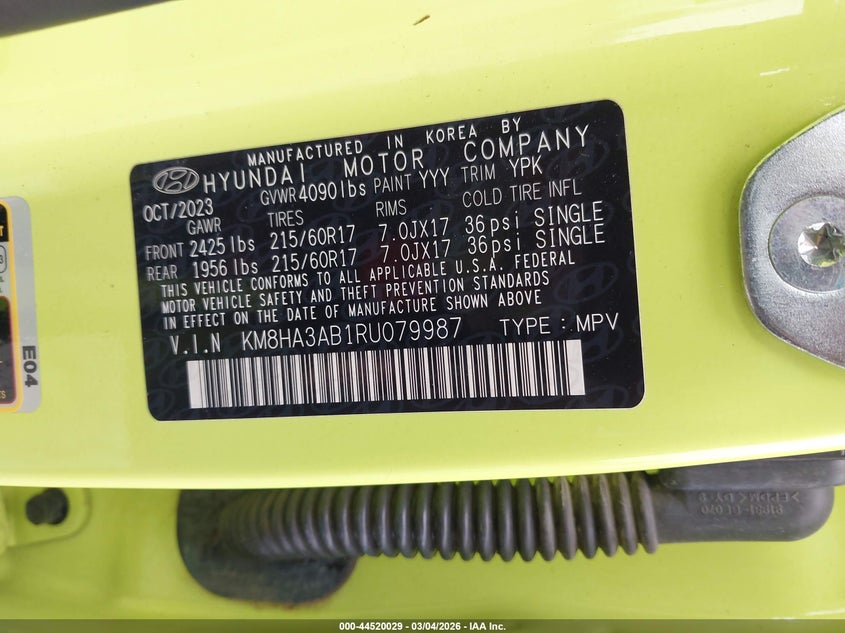 MANUFACTURED IN KOREA BY
HYUNDAI MOTOR COMPANY
OCT/2023 GVWR 4090 lbs PAINT YYY TRIM YPK
GAWR TIRES RIMS COLD TIRE INFL
FRONT 2425 lbs 215/60R17 7.0JX17 36 psi SINGLE
REAR 1956 lbs 215/60R17 7.0JX17 36 psi SINGLE
THIS VEHICLE CONFORMS TO ALL APPLICABLE U.S.A. FEDERAL
MOTOR VEHICLE SAFETY AND THEFT PREVENTION STANDARDS
IN EFFECT ON THE DATE OF MANUFACTURE SHOWN ABOVE
V.I.N KM8HA3AB1RU079987 TYPE : MPV
E04
>EPDM< DY 9
000-44520029 - 03/04/2026 - IAA Inc.